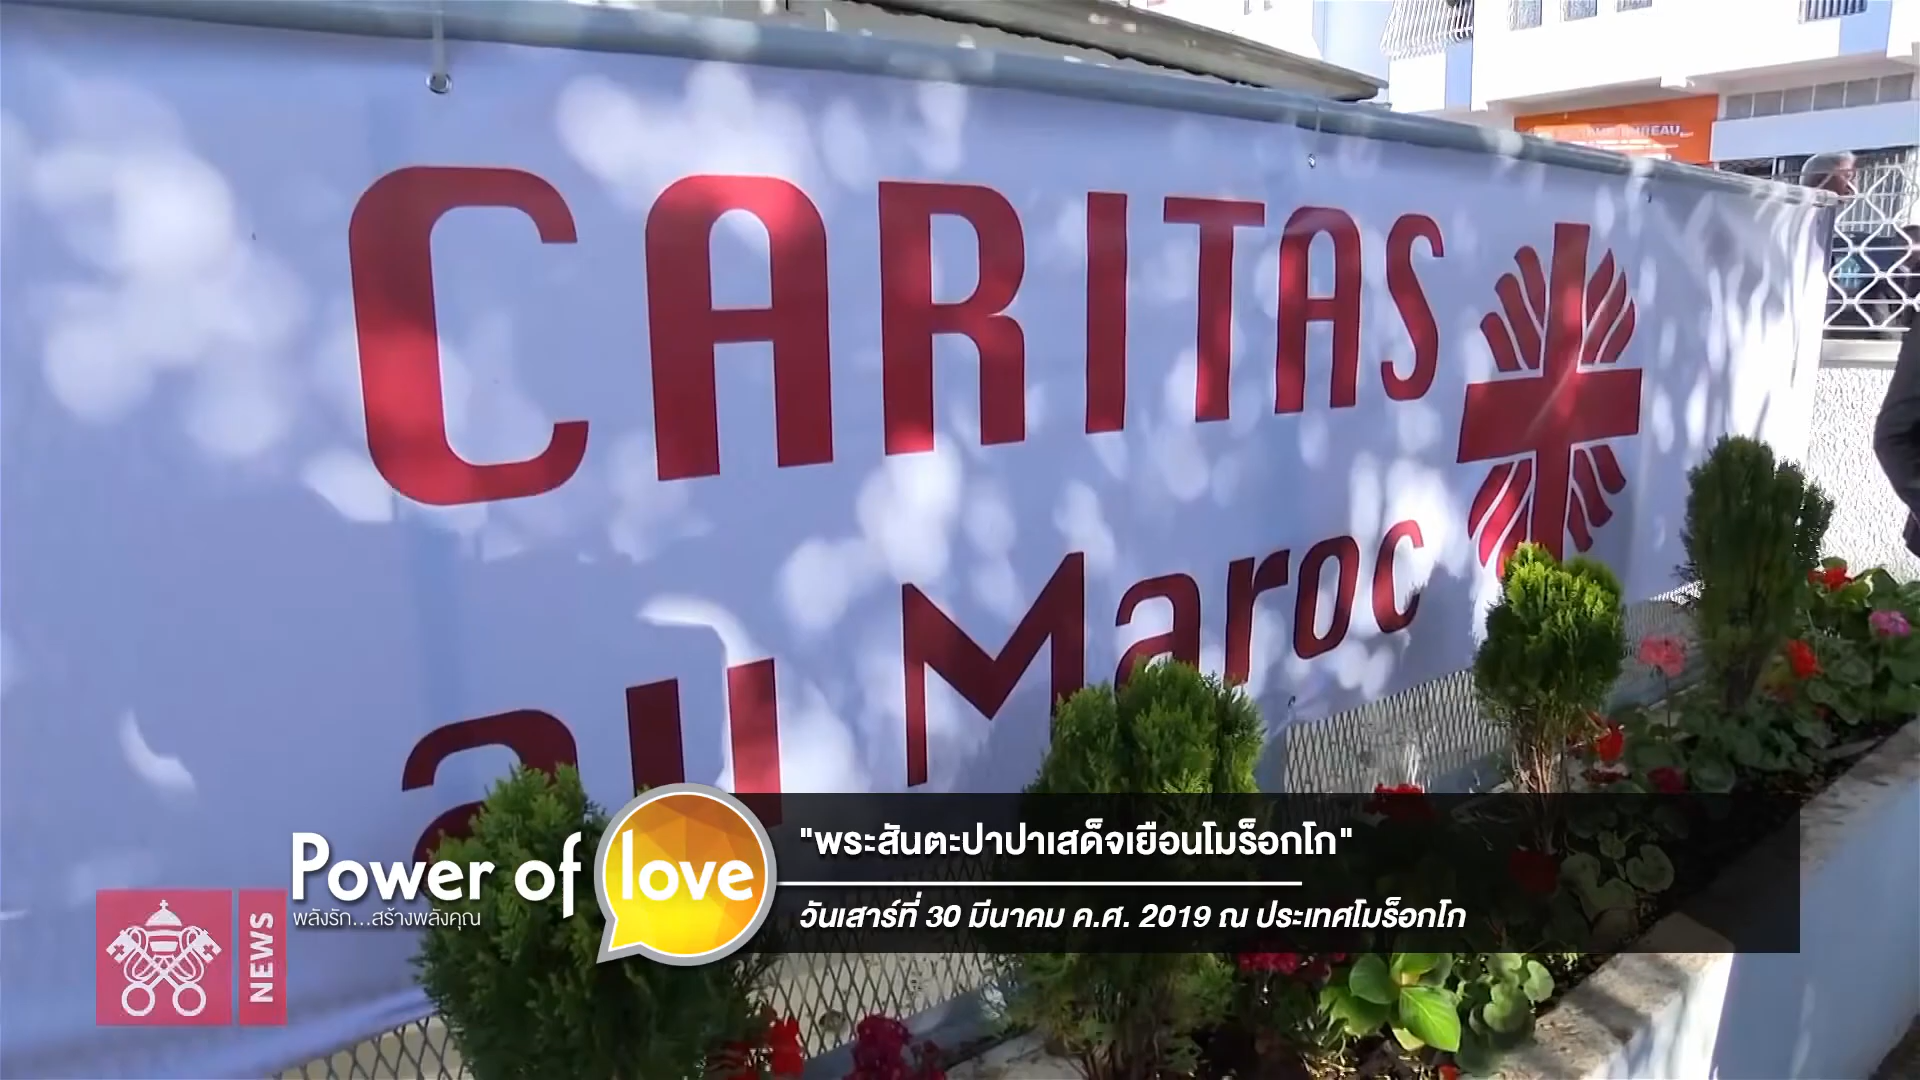 BUREAU
CARITAS
au Maroc
Power of love
พลังรัก...สร้างพลังคุณ
"พระสันตะปาปาเสด็จเยือนโมร็อกโก"
วันเสาร์ที่ 30 มีนาคม ค.ศ. 2019 ณ ประเทศโมร็อกโก
NEWS